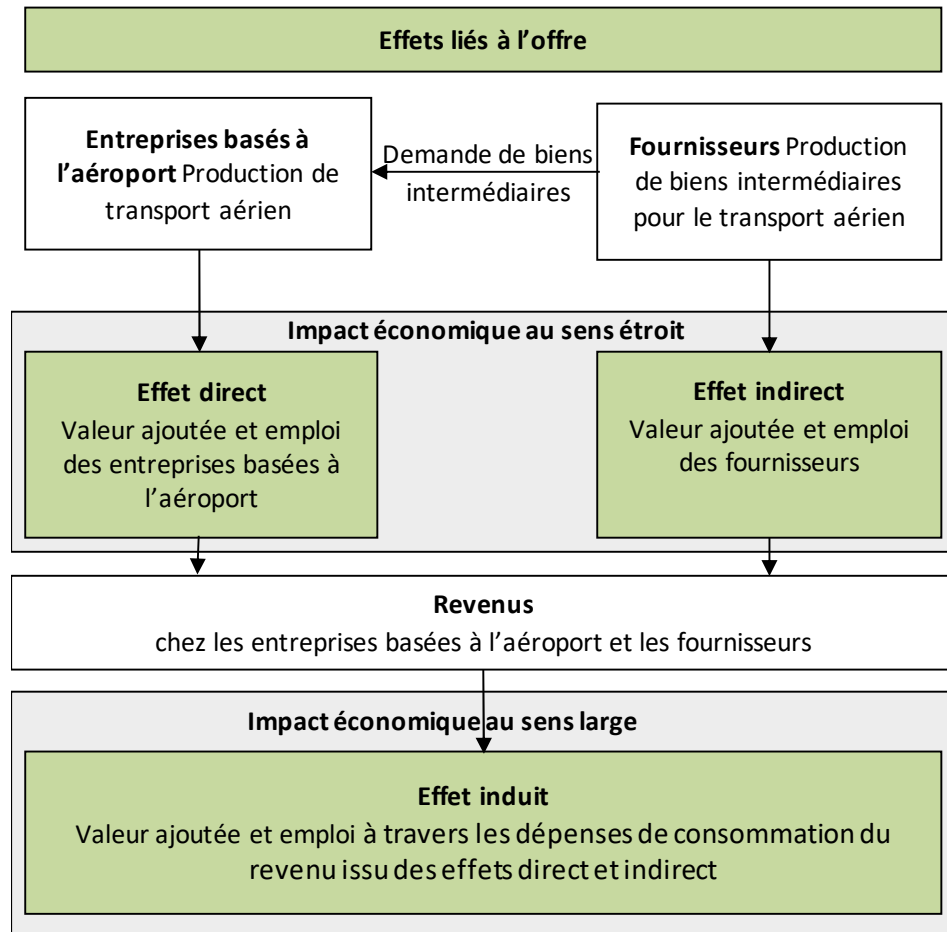 Effets liés à l’offre
Entreprises basés à
l’aéroport Production de
transport aérien
Demande de biens
intermédiaires
Fournisseurs Production
de biens intermédiaires
pour le transport aérien
Impact économique au sens étroit
Effet direct
Valeur ajoutée et emploi
des entreprises basées à
l’aéroport
Effet indirect
Valeur ajoutée et emploi
des fournisseurs
Revenus
chez les entreprises basées à l’aéroport et les fournisseurs
Impact économique au sens large
Effet induit
Valeur ajoutée et emploi à travers les dépenses de consommation du
revenu issu des effets direct et indirect